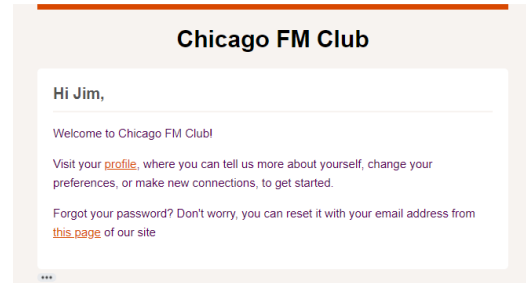 Chicago FM Club
Hi Jim,
Welcome to Chicago FM Club!
Visit your profile, where you can tell us more about yourself, change your
preferences, or make new connections, to get started.
Forgot your password? Don't worry, you can reset it with your email address from
this page of our site